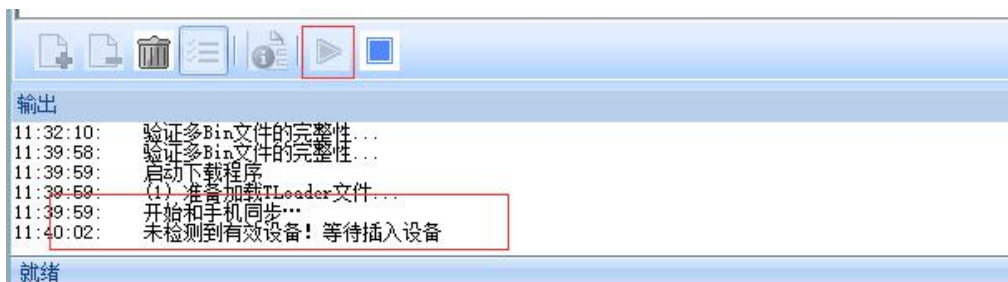 输出
11:32:10: 验证多Bin文件的完整性...
11:39:58: 验证多Bin文件的完整性...
11:39:59: 启动下载程序
11:39:59: (1) 准备加载TLoader文件...
11:39:59: 开始和手机同步…
11:40:02: 未检测到有效设备！等待插入设备
就绪